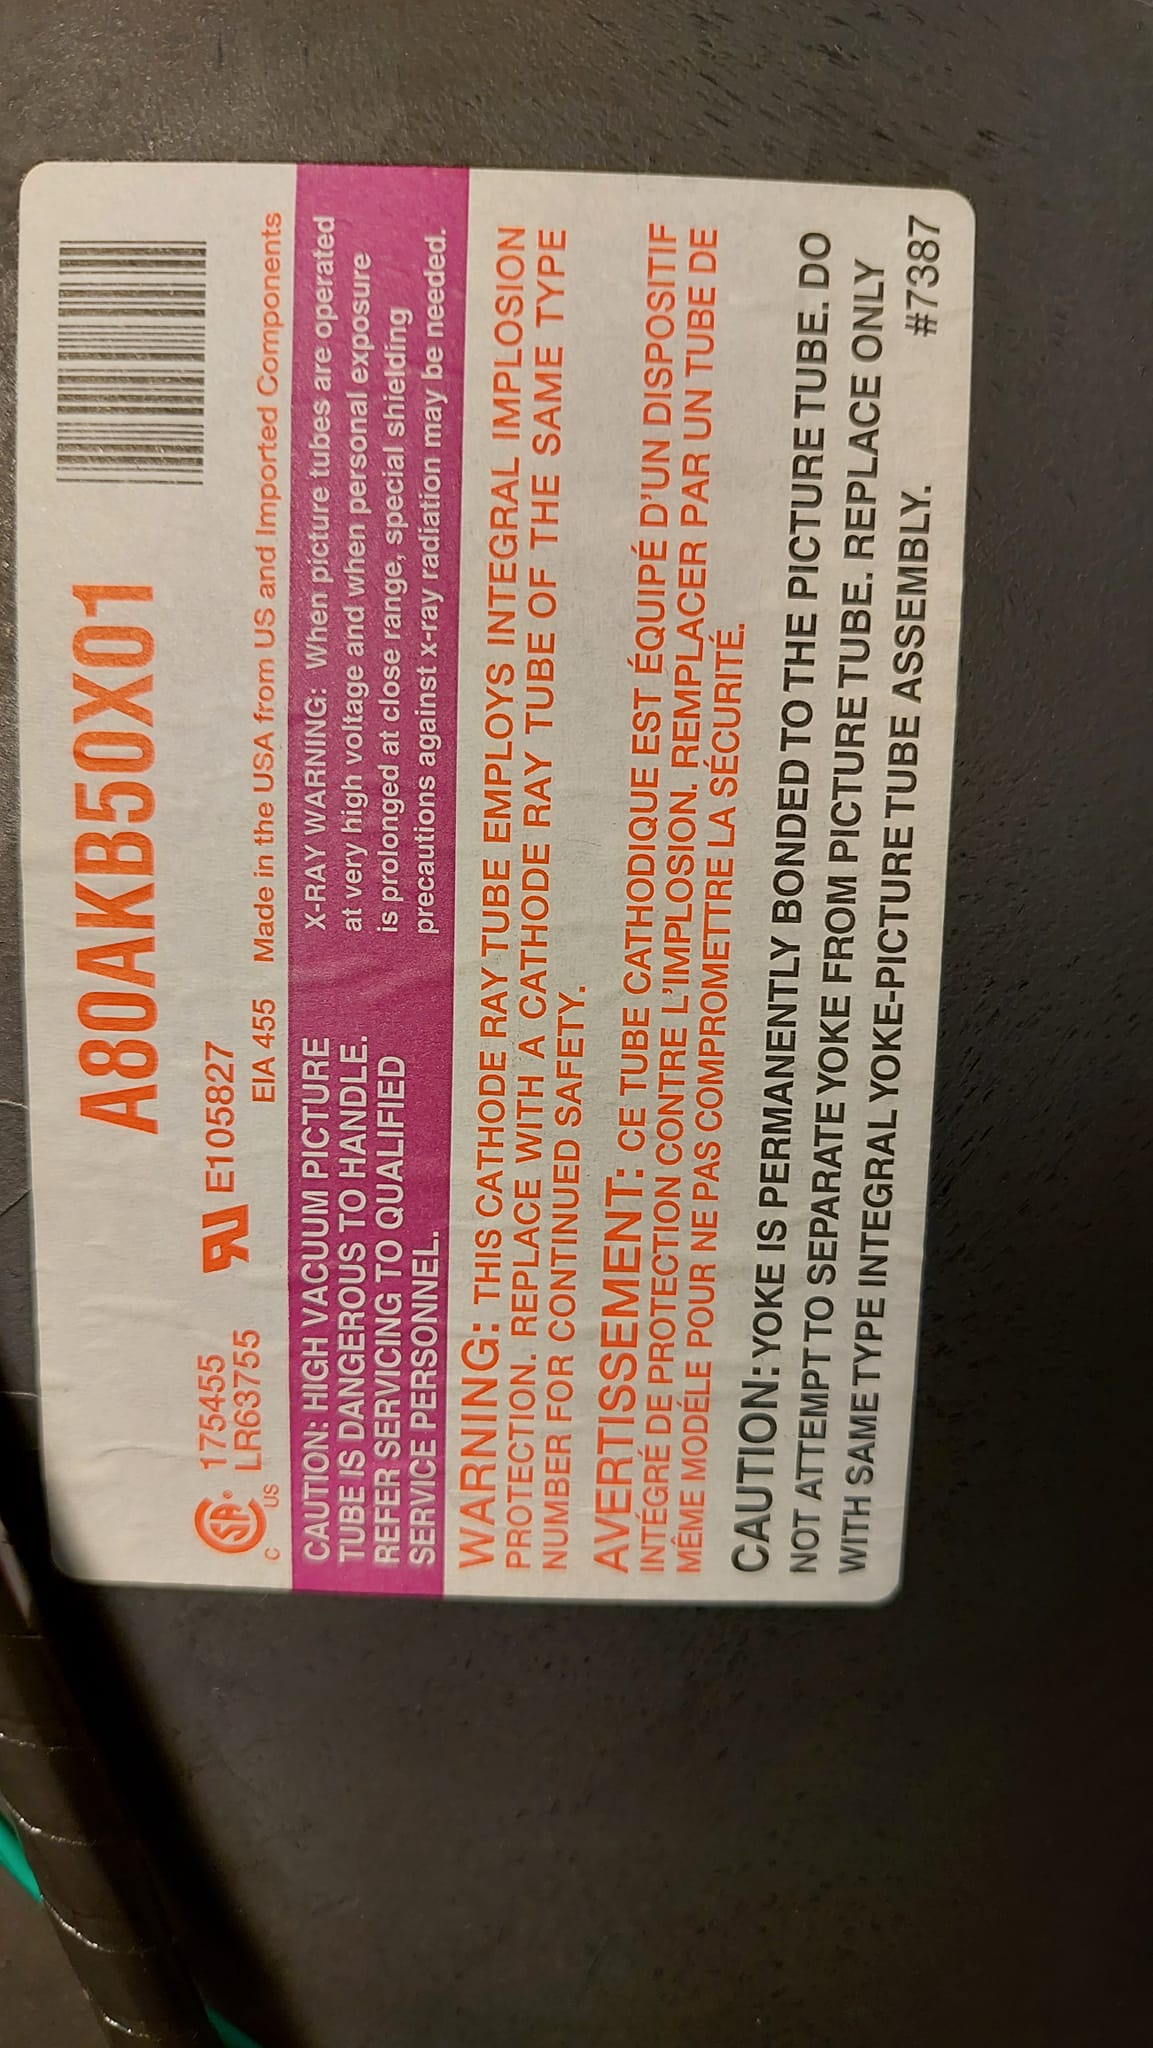 A80AKB50X01
SA
C US
175455
LR63755
E105827
EIA 455 Made in the USA from US and Imported Components
CAUTION: HIGH VACUUM PICTURE
TUBE IS DANGEROUS TO HANDLE.
REFER SERVICING TO QUALIFIED
SERVICE PERSONNEL.
X-RAY WARNING: When picture tubes are operated
at very high voltage and when personal exposure
is prolonged at close range, special shielding
precautions against x-ray radiation may be needed.
WARNING: THIS CATHODE RAY TUBE EMPLOYS INTEGRAL IMPLOSION
PROTECTION. REPLACE WITH A CATHODE RAY TUBE OF THE SAME TYPE
NUMBER FOR CONTINUED SAFETY.
AVERTISSEMENT: CE TUBE CATHODIQUE EST ÉQUIPÉ D'UN DISPOSITIF
INTÉGRÉ DE PROTECTION CONTRE L'IMPLOSION. REMPLACER PAR UN TUBE DE
MÊME MODÈLE POUR NE PAS COMPROMETTRE LA SÉCURITÉ.
CAUTION: YOKE IS PERMANENTLY BONDED TO THE PICTURE TUBE. DO
NOT ATTEMPT TO SEPARATE YOKE FROM PICTURE TUBE. REPLACE ONLY
WITH SAME TYPE INTEGRAL YOKE-PICTURE TUBE ASSEMBLY.
#7387